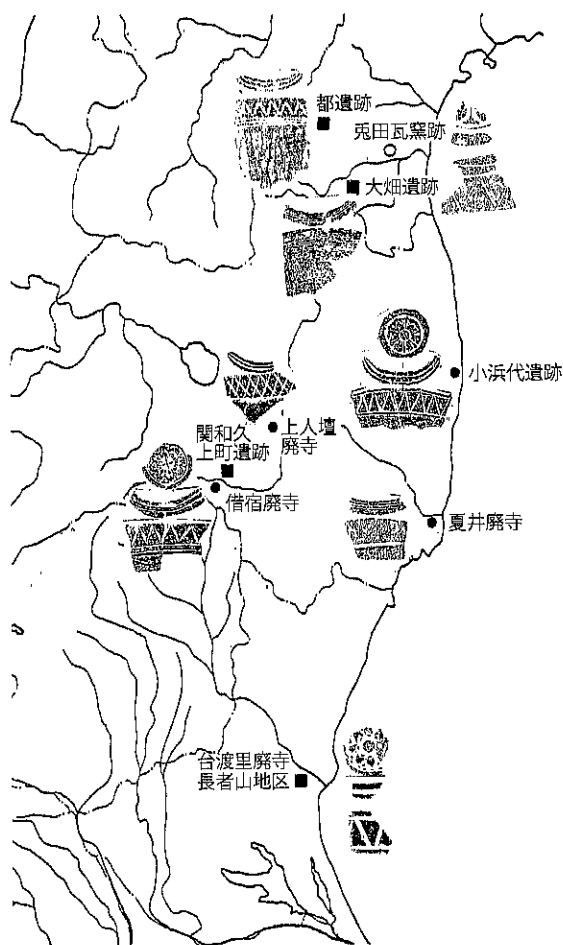 都遺跡
兎田瓦窯跡
大畑遺跡
小浜代遺跡
上人壇
廃寺
関和久
上町遺跡
借宿廃寺
夏井廃寺
台渡里廃寺
長者山地区